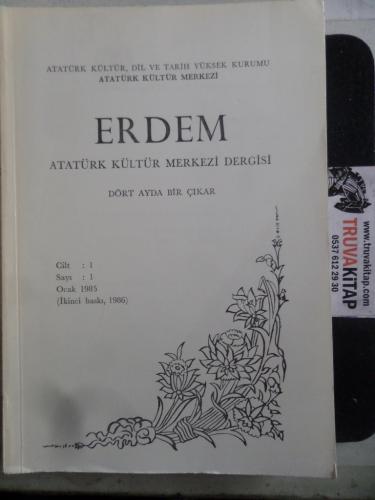 ATATÜRK KÜLTÜR, DİL VE TARİH YÜKSEK KURUMU
ATATÜRK KÜLTÜR MERKEZİ
ERDEM
ATATÜRK KÜLTÜR MERKEZİ DERGİSİ
DÖRT AYDA BİR ÇIKAR
Cilt : 1
Sayı : 1
Ocak 1985
(İkinci baskı, 1986)
www.truvakitap.com
TRUVAKİTAP
0537 612 29 30